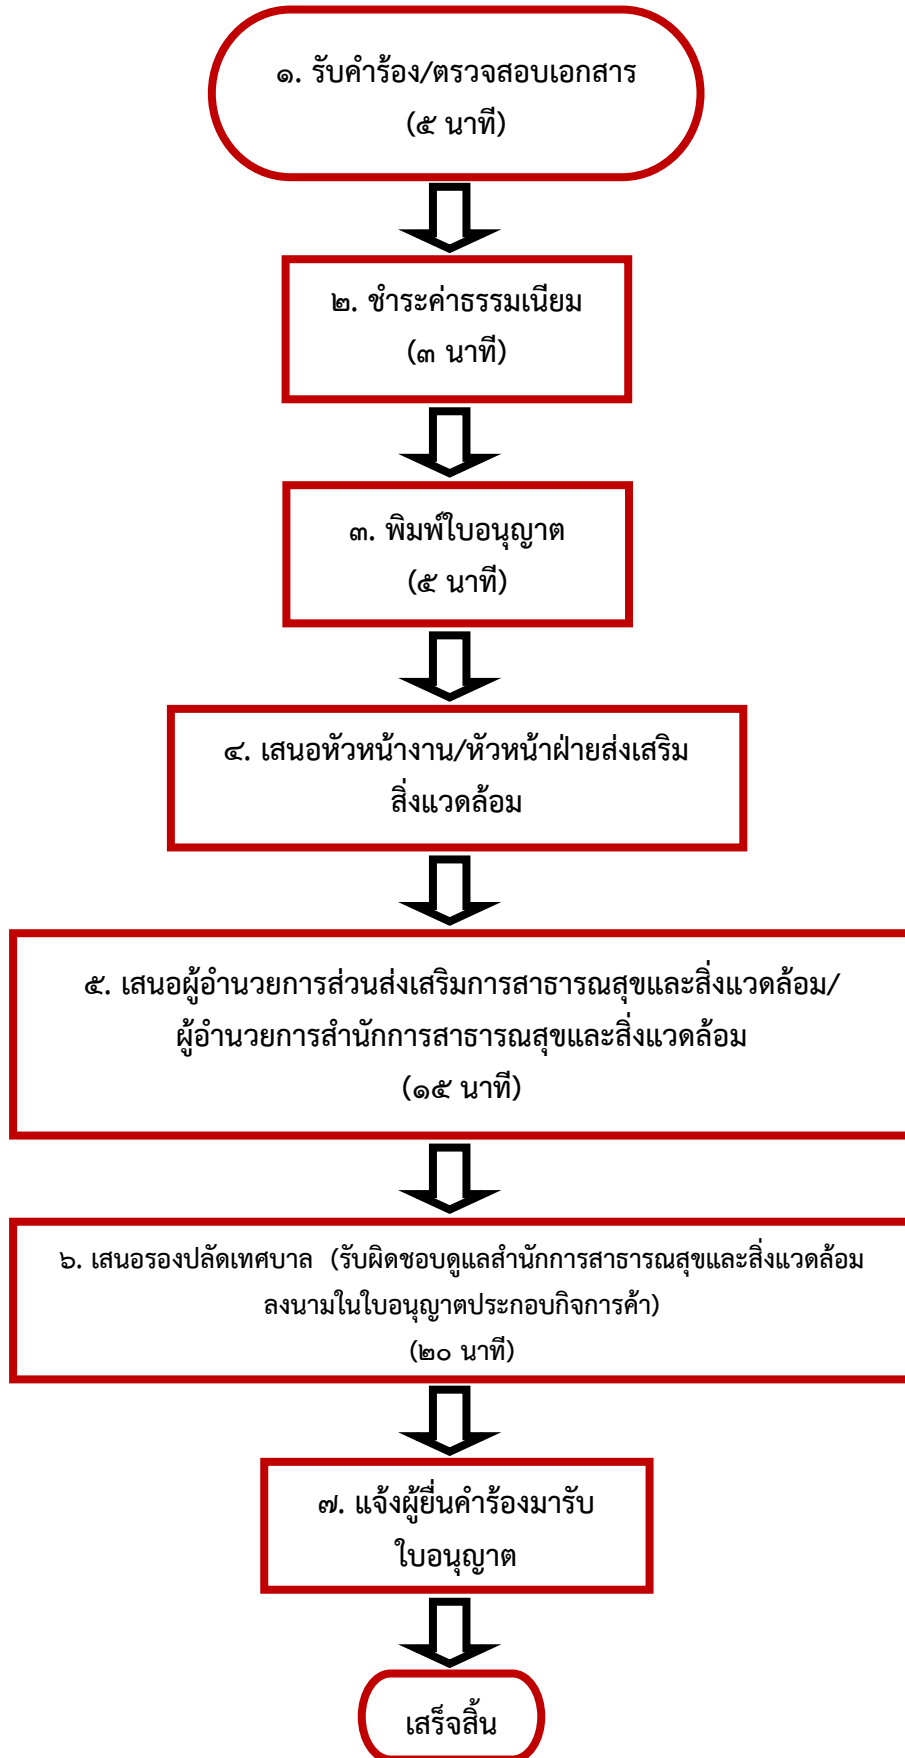 ๑. รับคำร้อง/ตรวจสอบเอกสาร
(๕ นาที)
๒. ชำระค่าธรรมเนียม
(๓ นาที)
๓. พิมพ์ใบอนุญาต
(๕ นาที)
๔. เสนอหัวหน้างาน/หัวหน้าฝ่ายส่งเสริม
สิ่งแวดล้อม
๕. เสนอผู้อำนวยการส่วนส่งเสริมการสาธารณสุขและสิ่งแวดล้อม/
ผู้อำนวยการสำนักการสาธารณสุขและสิ่งแวดล้อม
(๑๕ นาที)
๖. เสนอรองปลัดเทศบาล (รับผิดชอบดูแลสำนักการสาธารณสุขและสิ่งแวดล้อม
ลงนามในใบอนุญาตประกอบกิจการค้า)
(๒๐ นาที)
๗. แจ้งผู้ยื่นคำร้องมารับ
ใบอนุญาต
เสร็จสิ้น